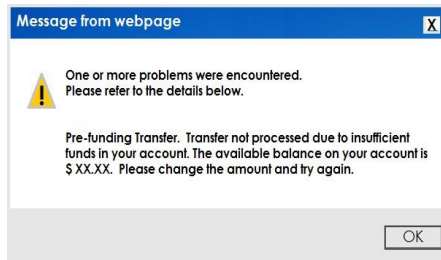 Message from webpage
X
One or more problems were encountered.
Please refer to the details below.
Pre-funding Transfer. Transfer not processed due to insufficient
funds in your account. The available balance on your account is
$ XX.XX. Please change the amount and try again.
OK